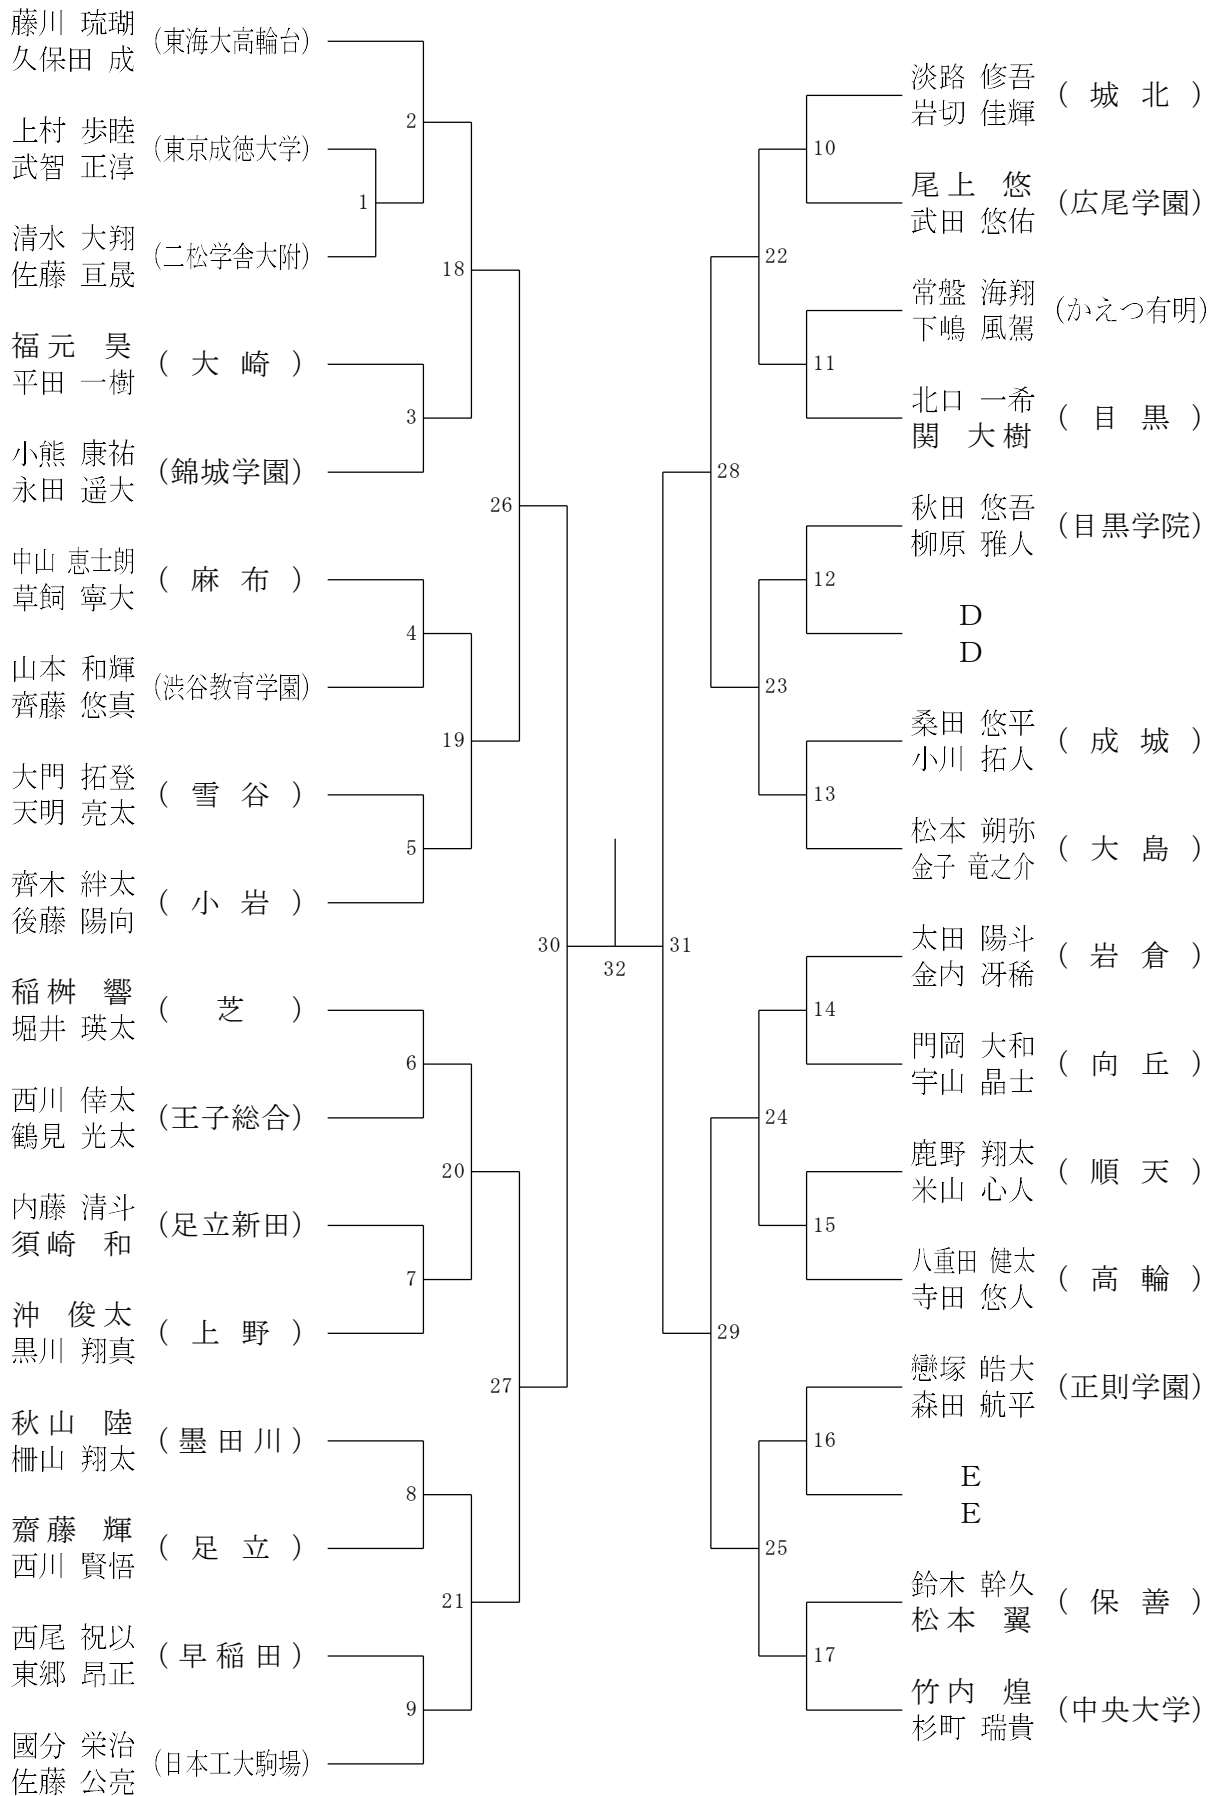 藤川 琉瑚
久保田 成
(東海大高輪台)
上村 歩睦
武智 正淳
(東京成徳大学)
清水 大翔
佐藤 亘晟
(二松学舎大附)
福元 昊
平田 一樹
(大崎)
小熊 康祐
永田 遥大
(錦城学園)
中山 恵士朗
草飼 寧大
(麻布)
山本 和輝
齊藤 悠真
(渋谷教育学園)
大門 拓登
天明 亮太
(雪谷)
齊木 絆太
後藤 陽向
(小岩)
稲桝 響
堀井 瑛太
(芝)
西川 倖太
鶴見 光太
(王子総合)
内藤 清斗
須崎 和
(足立新田)
沖 俊太
黒川 翔真
(上野)
秋山 陸
柵山 翔太
(墨田川)
齋藤 輝
西川 賢悟
(足立)
西尾 祝以
東郷 昂正
(早稲田)
國分 栄治
佐藤 公亮
(日本工大駒場)
1
2
3
4
5
6
7
8
9
18
19
20
21
26
27
30
32
31
28
29
22
23
24
25
10
11
12
13
14
15
16
17
淡路 修吾
岩切 佳輝
(城北)
尾上 悠
武田 悠佑
(広尾学園)
常盤 海翔
下嶋 風駕
(かえつ有明)
北口 一希
関 大樹
(目黒)
秋田 悠吾
柳原 雅人
(目黒学院)
D
D
桑田 悠平
小川 拓人
(成城)
松本 朔弥
金子 竜之介
(大島)
太田 陽斗
金内 冴稀
(岩倉)
門岡 大和
宇山 晶士
(向丘)
鹿野 翔太
米山 心人
(順天)
八重田 健太
寺田 悠人
(高輪)
戀塚 皓大
森田 航平
(正則学園)
E
E
鈴木 幹久
松本 翼
(保善)
竹内 煌
杉町 瑞貴
(中央大学)